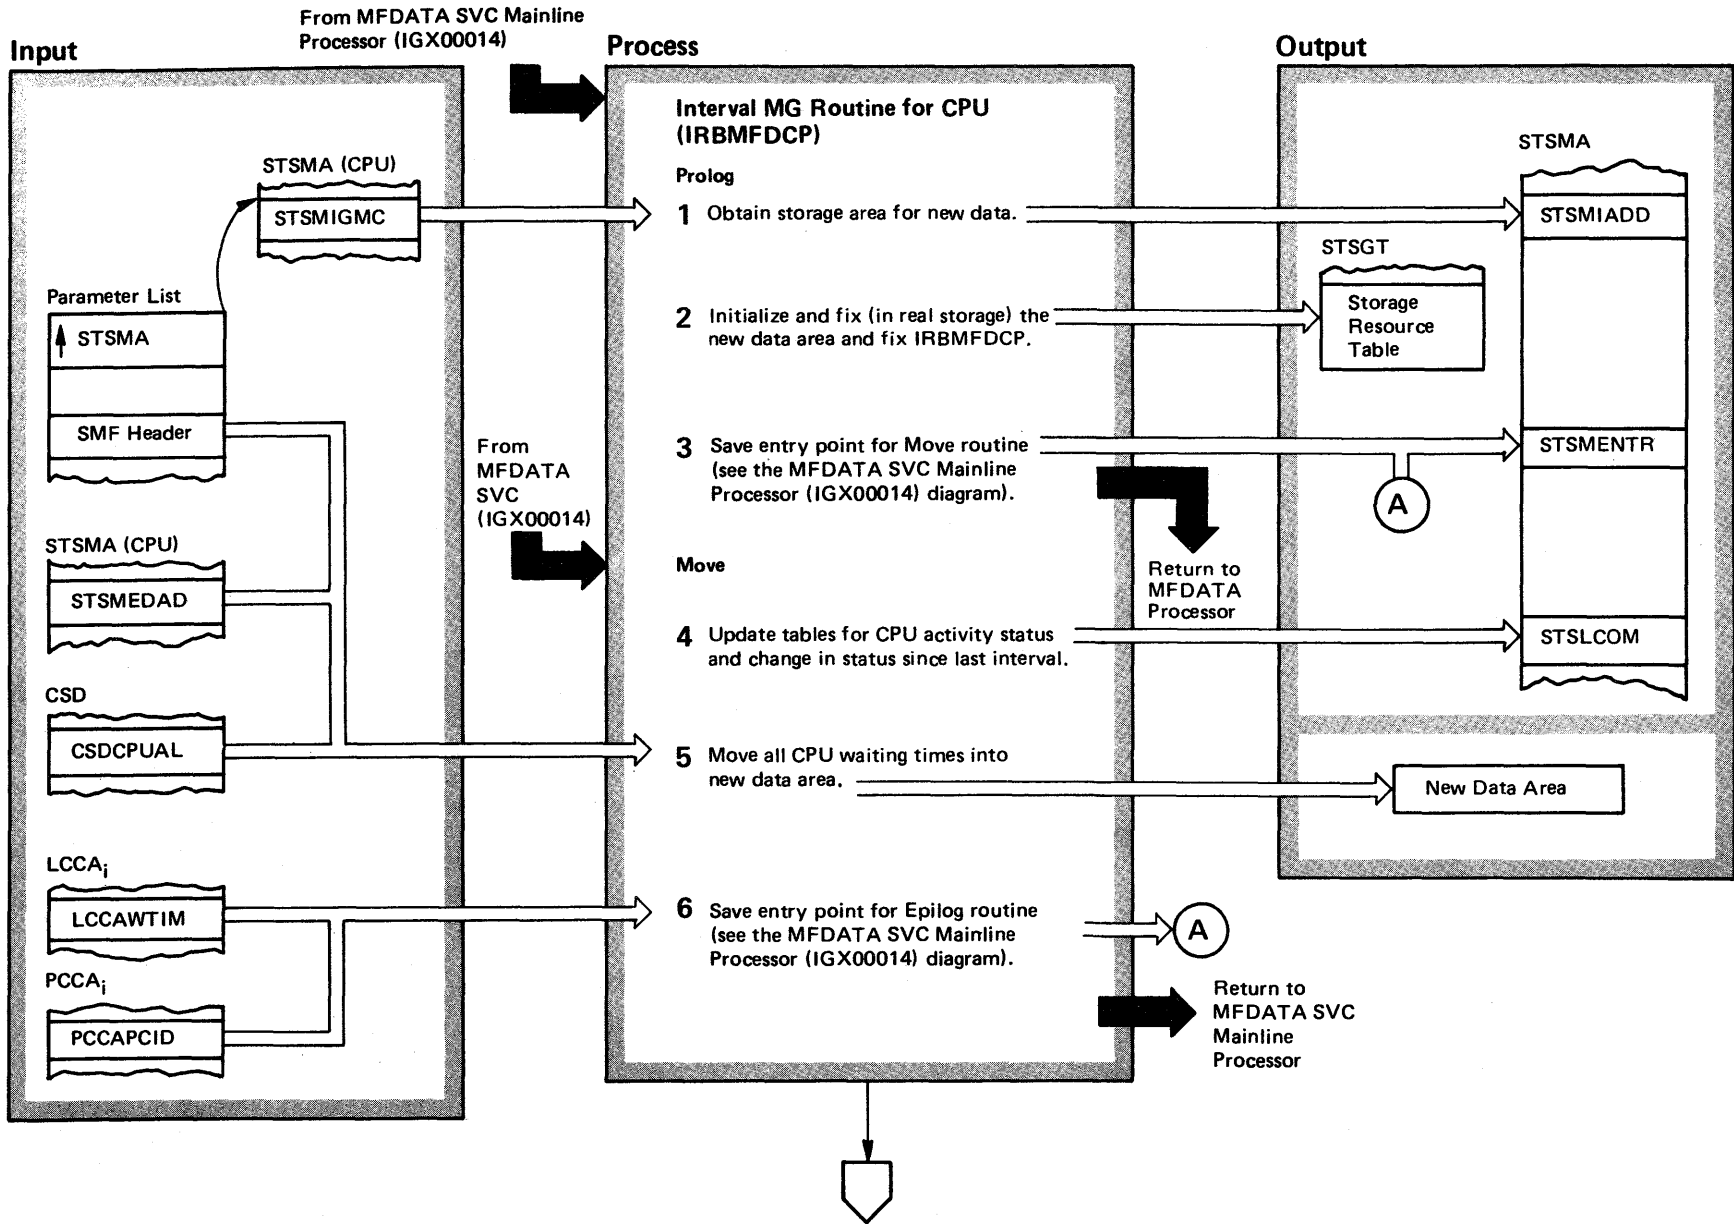 From MFDATA SVC Mainline
Processor (IGX00014)
Input
Process
Output
Interval MG Routine for CPU
(IRBMFDCP)
STSMA (CPU)
STSMIGMC
Prolog
1 Obtain storage area for new data.
STSMA
STSMIADD
STSGT
Storage
Resource
Table
Parameter List
STSMA
SMF Header
2 Initialize and fix (in real storage) the
new data area and fix IRBMFDCP.
From
MFDATA
SVC
(IGX00014)
3 Save entry point for Move routine
(see the MFDATA SVC Mainline
Processor (IGX00014) diagram).
STSMENTR
A
Return to
MFDATA
Processor
STSMA (CPU)
STSMEDAD
Move
4 Update tables for CPU activity status
and change in status since last interval.
STSLCOM
CSD
CSDCPUAL
5 Move all CPU waiting times into
new data area.
New Data Area
LCCAi
LCCAWTIM
PCCAi
PCCAPCID
6 Save entry point for Epilog routine
(see the MFDATA SVC Mainline
Processor (IGX00014) diagram).
A
Return to
MFDATA SVC
Mainline
Processor